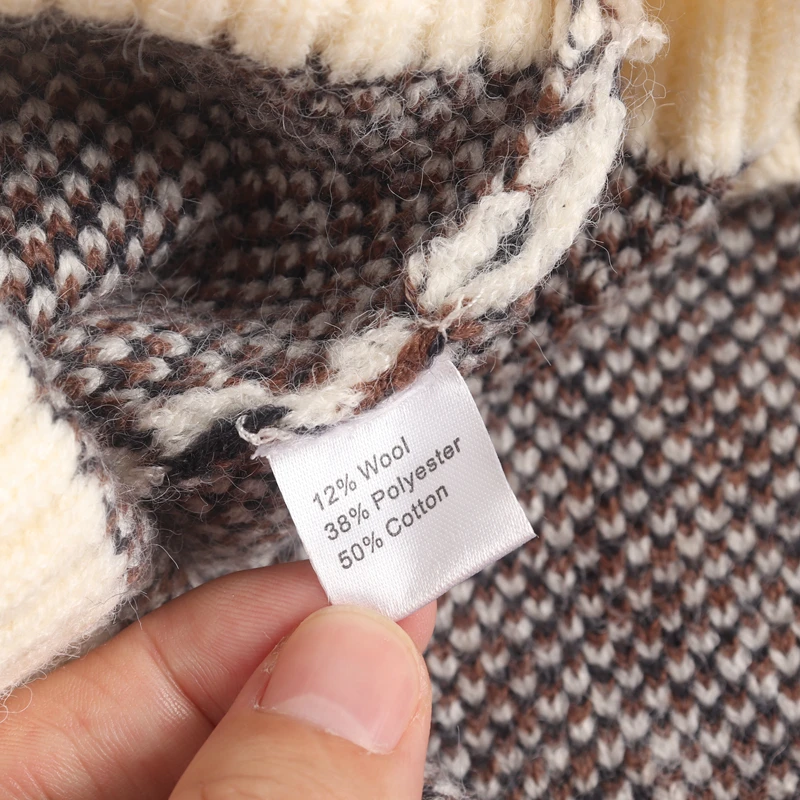 12% Wool
38% Polyester
50% Cotton